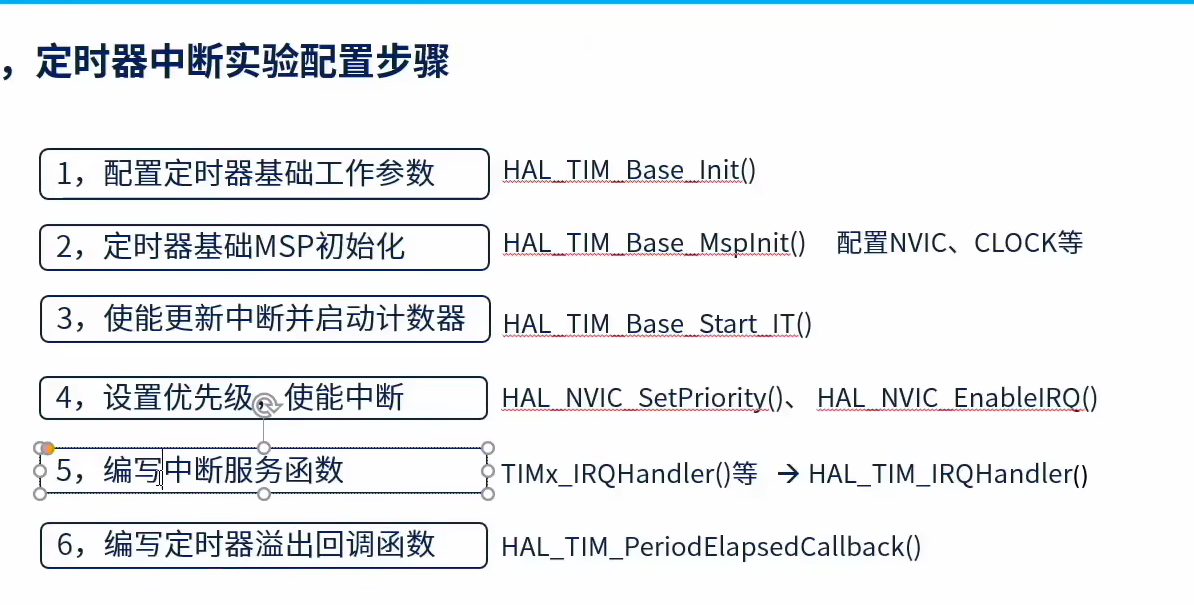 ，定时器中断实验配置步骤
1，配置定时器基础工作参数 HAL_TIM_Base_Init()
2，定时器基础MSP初始化 HAL_TIM_Base_MspInit() 配置NVIC、CLOCK等
3，使能更新中断并启动计数器 HAL_TIM_Base_Start_IT()
4，设置优先级，使能中断 HAL_NVIC_SetPriority()、 HAL_NVIC_EnableIRQ()
5，编写中断服务函数 TIMx_IRQHandler()等 → HAL_TIM_IRQHandler()
6，编写定时器溢出回调函数 HAL_TIM_PeriodElapsedCallback()